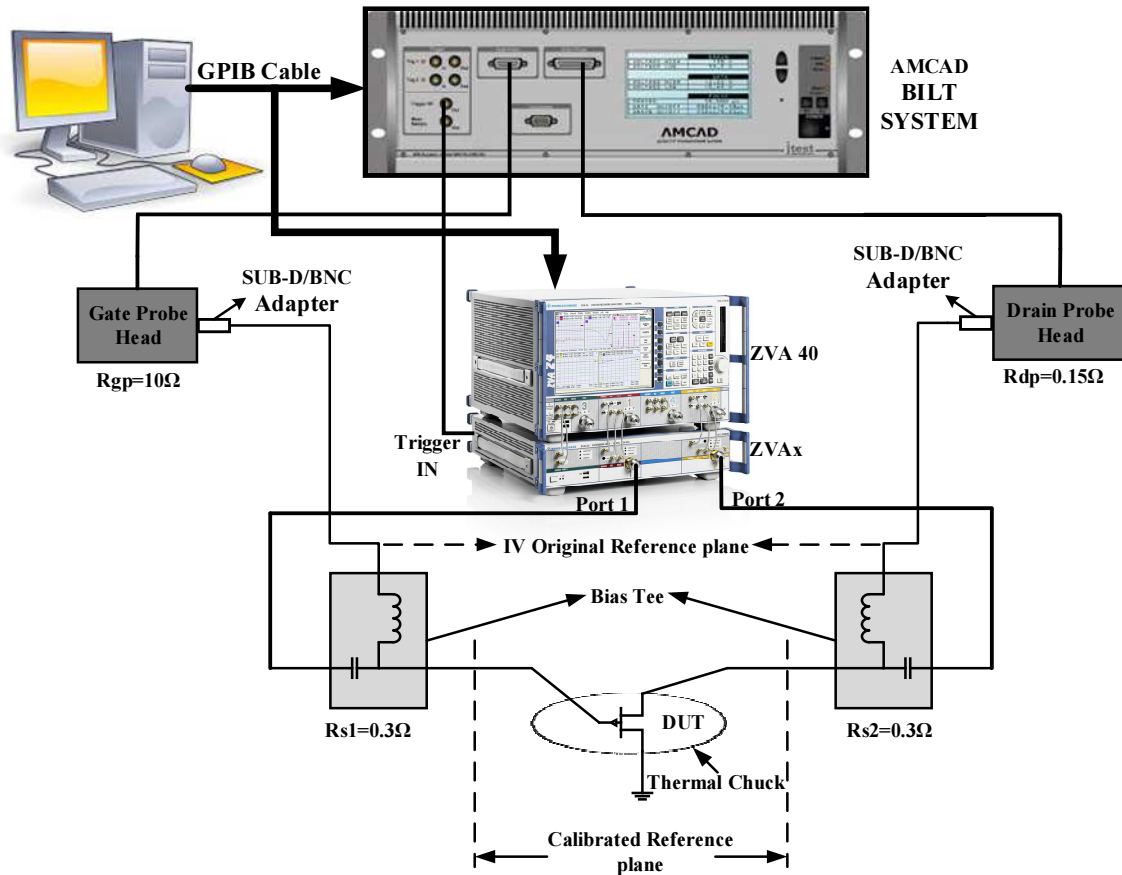 GPIB Cable
AMCAD
BILT
SYSTEM
AMCAD
jtest
SUB-D/BNC
Adapter
SUB-D/BNC
Adapter
Gate Probe
Head
Drain Probe
Head
Rgp=10Ω
Rdp=0.15Ω
ZVA 40
Trigger
IN
ZVAx
Port 1
Port 2
IV Original Reference plane
Bias Tee
DUT
Rs1=0.3Ω
Rs2=0.3Ω
Thermal Chuck
Calibrated Reference
plane